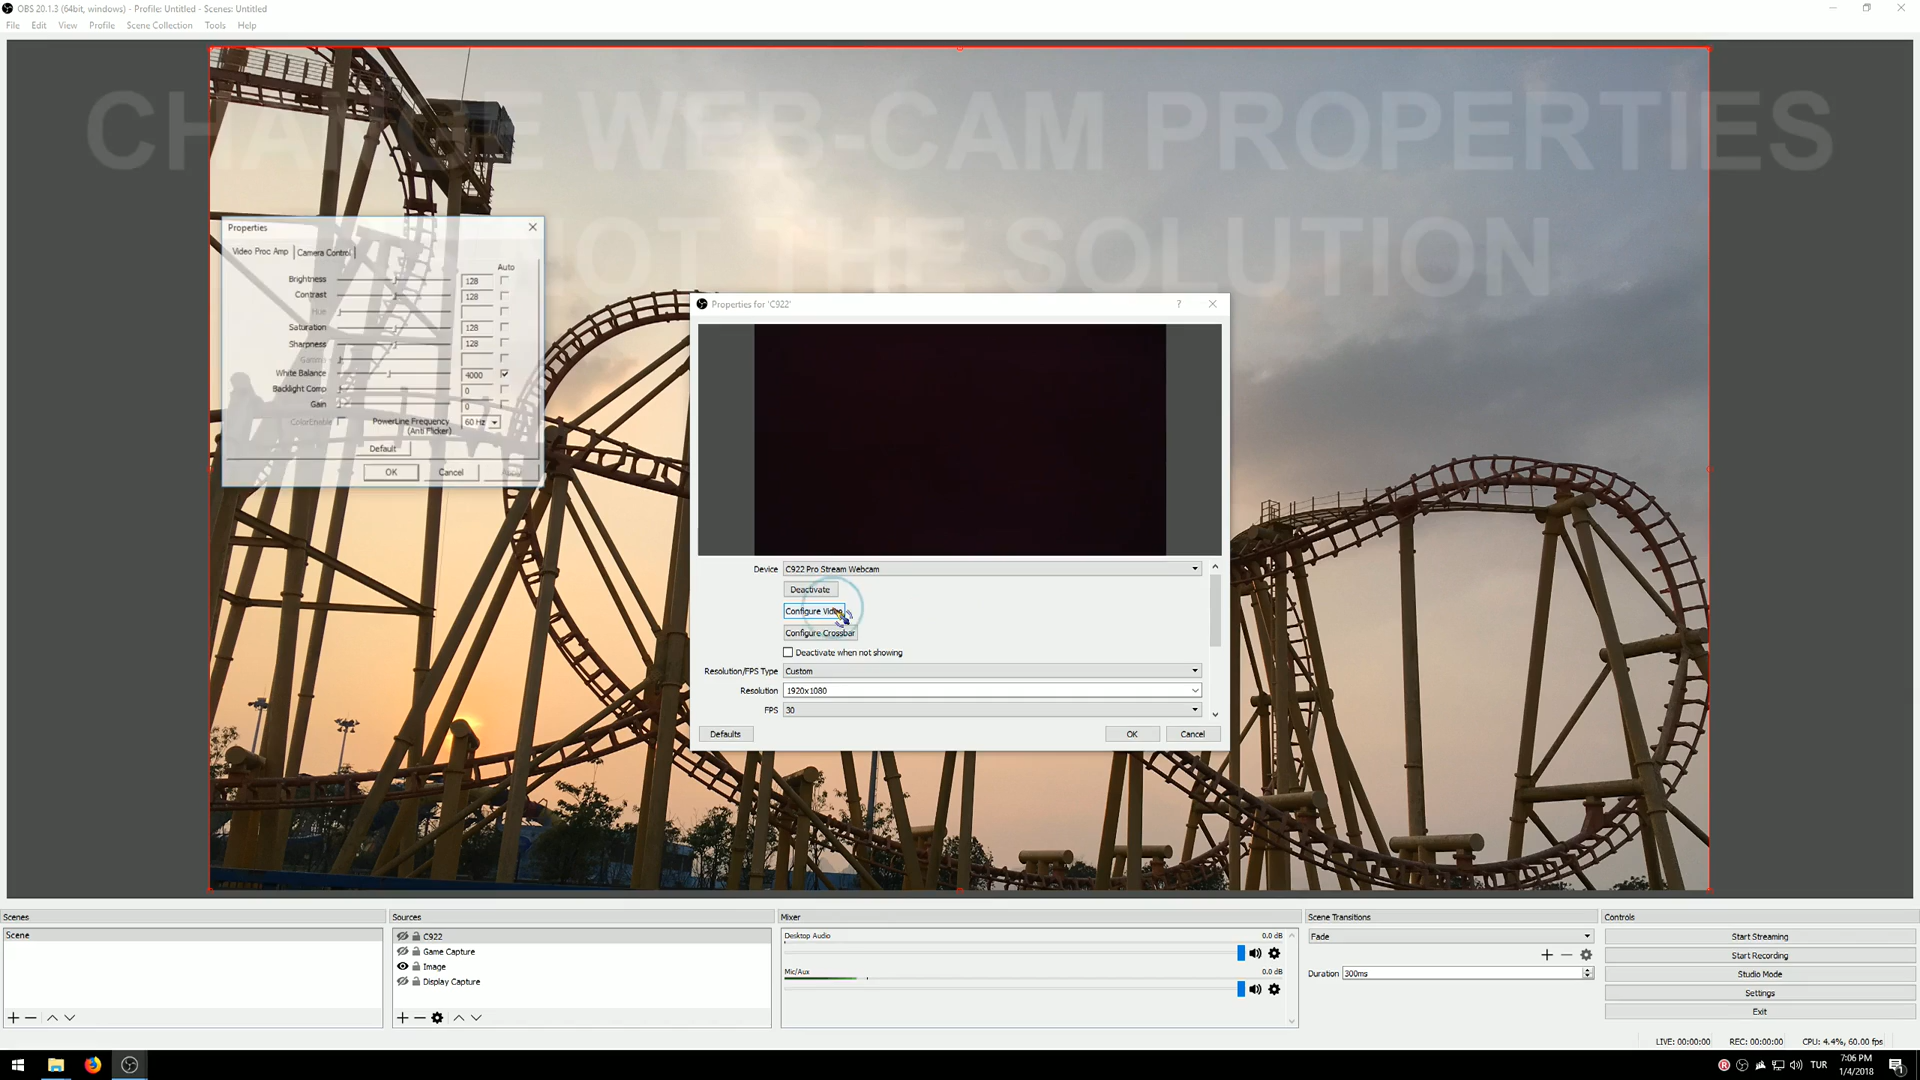 OBS 20.1.3 (64bit, windows) - Profile: Untitled - Scenes: Untitled
File Edit View Profile Scene Collection Tools Help
CHANGE WEB-CAM PROPERTIES
NOT THE SOLUTION
Properties
Video Proc Amp Camera Control
Auto
Brightness 128
Contrast 128
Hue
Saturation 128
Sharpness 128
Gamma
White Balance 4000
Backlight Comp 0
Gain 0
ColorEnable PowerLine Frequency 60 Hz
(Anti Flicker)
Default
OK Cancel Apply
Properties for 'C922'
Device C922 Pro Stream Webcam
Deactivate
Configure Video
Configure Crossbar
Deactivate when not showing
Resolution/FPS Type Custom
Resolution 1920x1080
FPS 30
Defaults OK Cancel
Scenes
Scene
Sources
C922
Game Capture
Image
Display Capture
Mixer
Desktop Audio 0.0 dB
Mic/Aux 0.0 dB
Scene Transitions
Fade
Duration 300ms
Controls
Start Streaming
Start Recording
Studio Mode
Settings
Exit
LIVE: 00:00:00 REC: 00:00:00 CPU: 4.4%, 60.00 fps
TUR
7:06 PM
1/4/2018